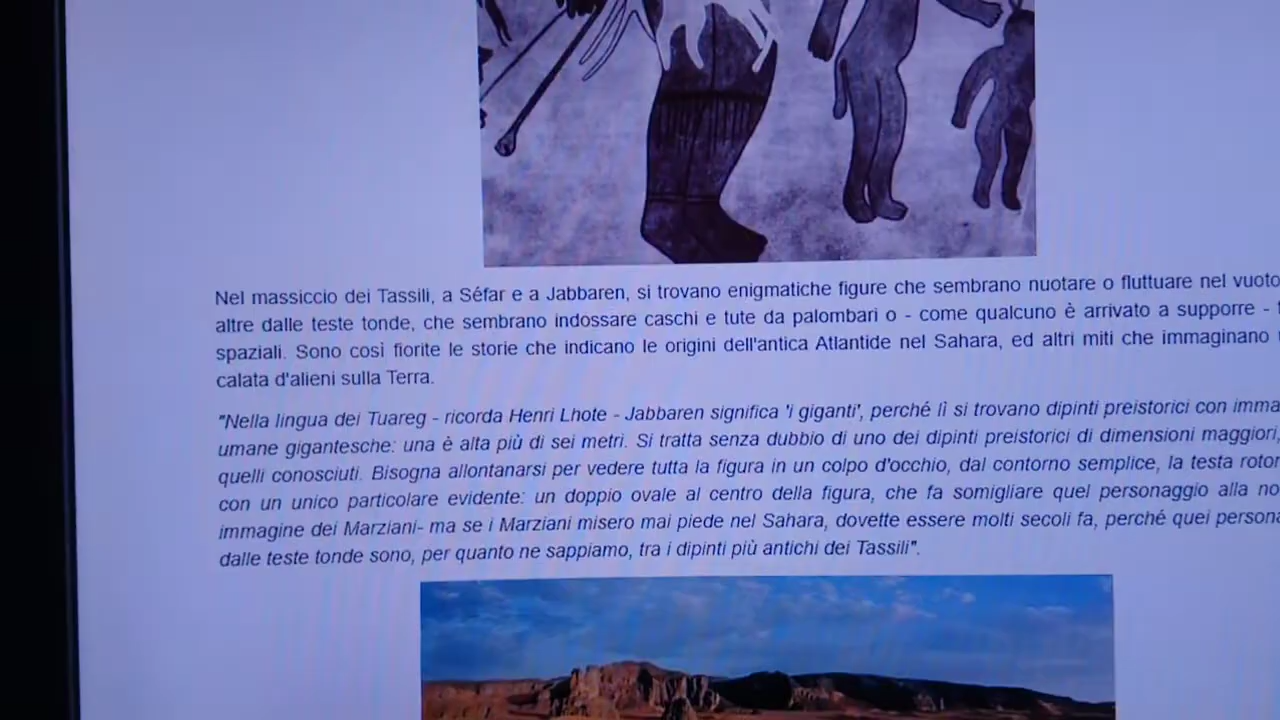 Nel massiccio dei Tassili, a Séfar e a Jabbaren, si trovano enigmatiche figure che sembrano nuotare o fluttuare nel vuoto
altre dalle teste tonde, che sembrano indossare caschi e tute da palombari o - come qualcuno è arrivato a supporre -
spaziali. Sono così fiorite le storie che indicano le origini dell'antica Atlantide nel Sahara, ed altri miti che immaginano
calata d'alieni sulla Terra.
"Nella lingua dei Tuareg - ricorda Henri Lhote - Jabbaren significa 'i giganti', perché lì si trovano dipinti preistorici con imma
umane gigantesche: una è alta più di sei metri. Si tratta senza dubbio di uno dei dipinti preistorici di dimensioni maggiori,
quelli conosciuti. Bisogna allontanarsi per vedere tutta la figura in un colpo d'occhio, dal contorno semplice, la testa roton
con un unico particolare evidente: un doppio ovale al centro della figura, che fa somigliare quel personaggio alla no
immagine dei Marziani- ma se i Marziani misero mai piede nel Sahara, dovette essere molti secoli fa, perché quei persona
dalle teste tonde sono, per quanto ne sappiamo, tra i dipinti più antichi dei Tassili".